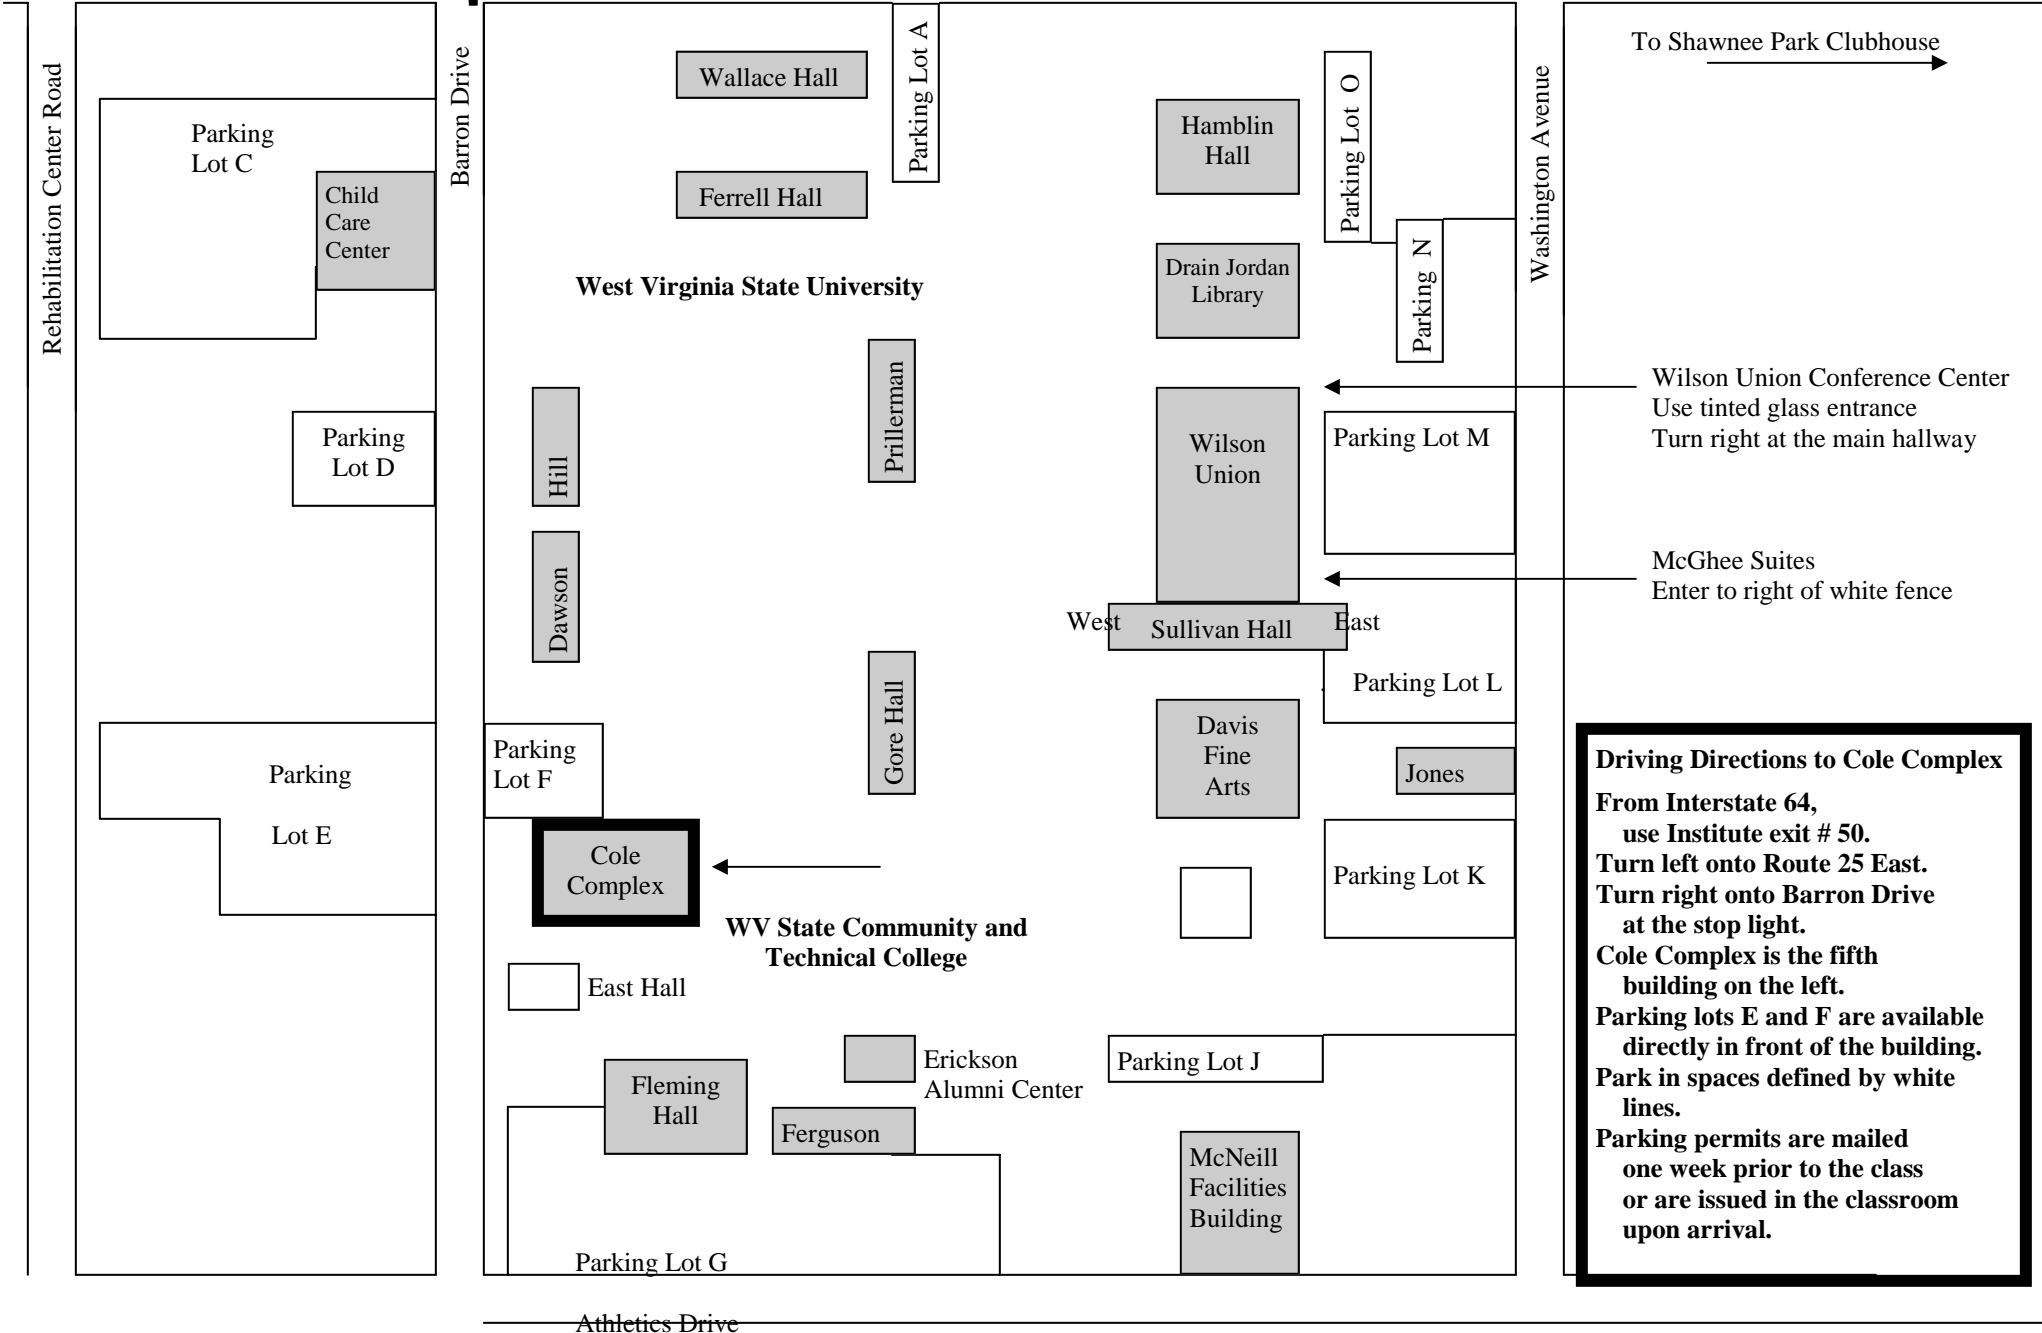 Rehabilitation Center Road
Parking
Lot C
Child
Care
Center
Parking
Lot D
Parking
Lot E
Barron Drive
Wallace Hall
Ferrell Hall
Parking Lot A
West Virginia State University
Hill
Dawson
Prillerman
Gore Hall
Parking
Lot F
Cole
Complex
WV State Community and
Technical College
East Hall
Fleming
Hall
Erickson
Alumni Center
Ferguson
Parking Lot G
Athletics Drive
Hamblin
Hall
Drain Jordan
Library
Wilson
Union
West
Sullivan Hall
East
Davis
Fine
Arts
Parking Lot J
McNeill
Facilities
Building
Parking Lot O
Parking N
Parking Lot M
Parking Lot L
Jones
Parking Lot K
Washington Avenue
To Shawnee Park Clubhouse
Wilson Union Conference Center
Use tinted glass entrance
Turn right at the main hallway
McGhee Suites
Enter to right of white fence
Driving Directions to Cole Complex
From Interstate 64,
use Institute exit # 50.
Turn left onto Route 25 East.
Turn right onto Barron Drive
at the stop light.
Cole Complex is the fifth
building on the left.
Parking lots E and F are available
directly in front of the building.
Park in spaces defined by white
lines.
Parking permits are mailed
one week prior to the class
or are issued in the classroom
upon arrival.